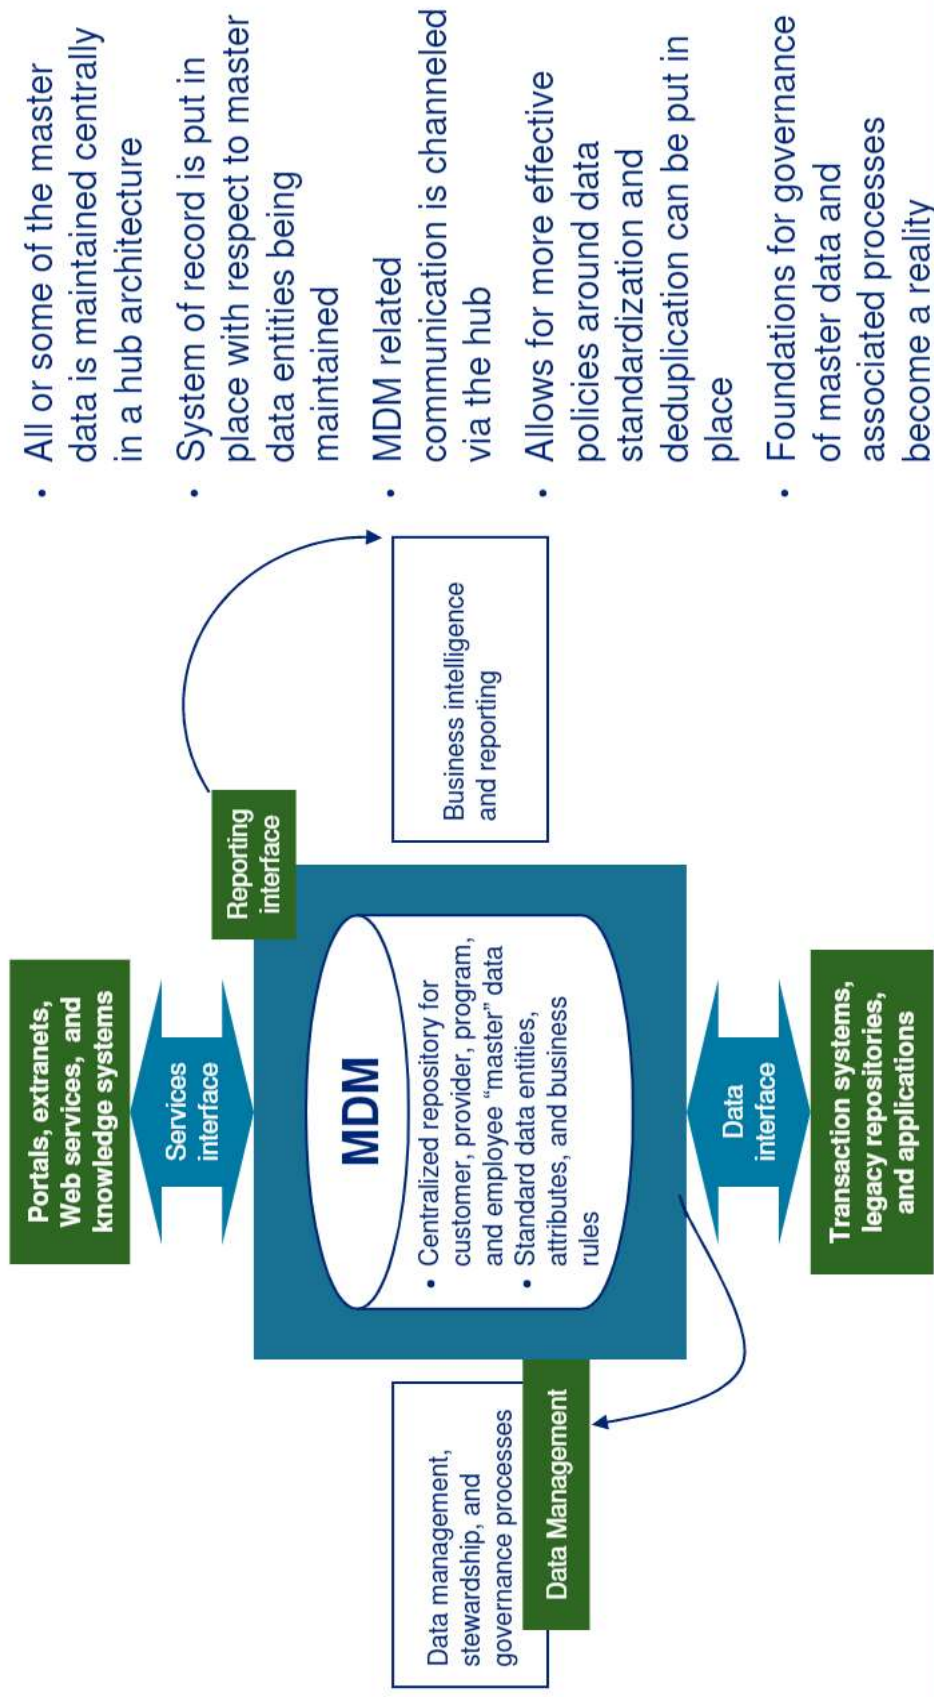 Portals, extranets,
Web services, and
knowledge systems
Services
interface
Reporting
interface
MDM
• Centralized repository for
customer, provider, program,
and employee “master” data
• Standard data entities,
attributes, and business
rules
Data management,
stewardship, and
governance processes
Data Management
Business intelligence
and reporting
Data
interface
Transaction systems,
legacy repositories,
and applications
• All or some of the master
data is maintained centrally
in a hub architecture
• System of record is put in
place with respect to master
data entities being
maintained
• MDM related
communication is channeled
via the hub
• Allows for more effective
policies around data
standardization and
deduplication can be put in
place
• Foundations for governance
of master data and
associated processes
become a reality